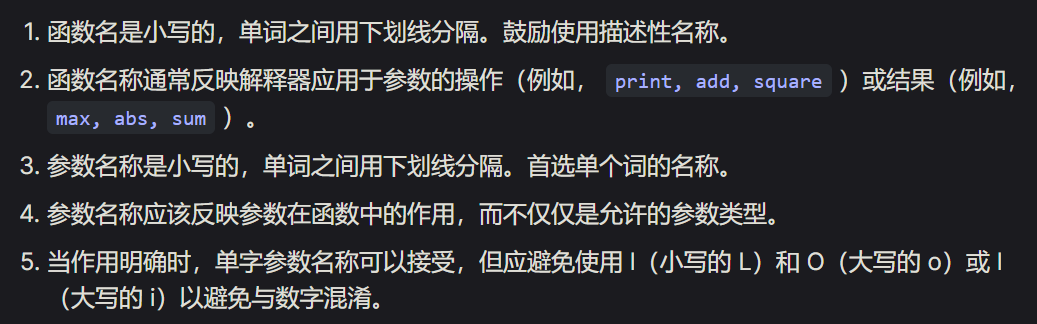 1. 函数名是小写的，单词之间用下划线分隔。鼓励使用描述性名称。
2. 函数名称通常反映解释器应用于参数的操作（例如， print, add, square ）或结果（例如，
max, abs, sum ）。
3. 参数名称是小写的，单词之间用下划线分隔。首选单个词的名称。
4. 参数名称应该反映参数在函数中的作用，而不仅仅是允许的参数类型。
5. 当作用明确时，单字参数名称可以接受，但应避免使用 l（小写的 L）和 O（大写的 o）或 I
（大写的 i）以避免与数字混淆。